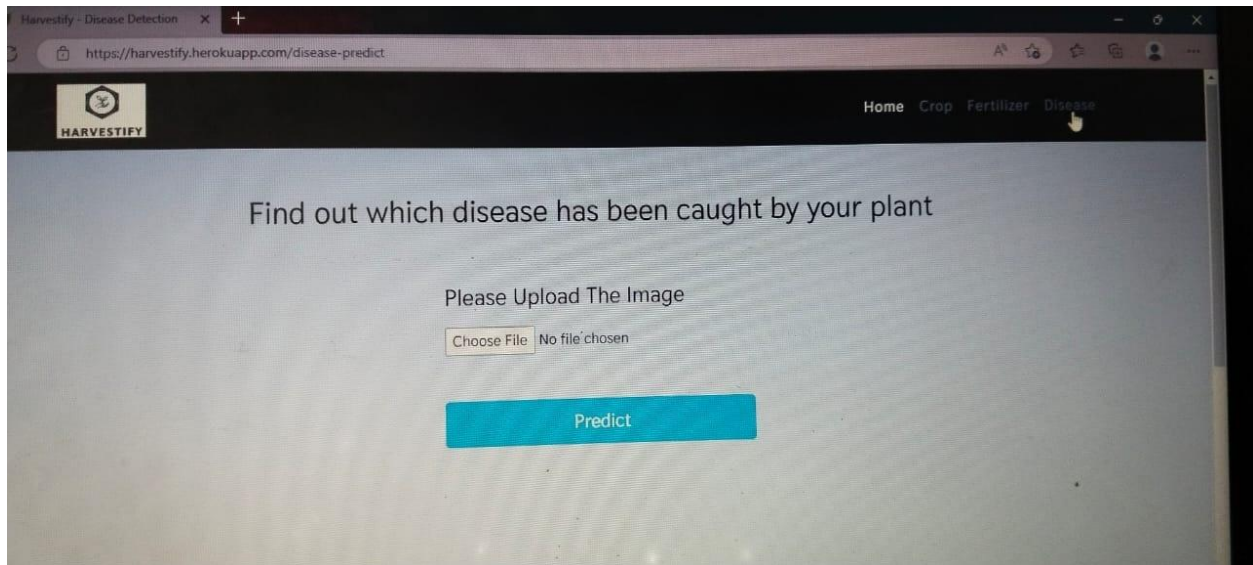 Harvestify - Disease Detection
https://harvestify.herokuapp.com/disease-predict
HARVESTIFY
Home Crop Fertilizer Disease
Find out which disease has been caught by your plant
Please Upload The Image
Choose File No file chosen
Predict